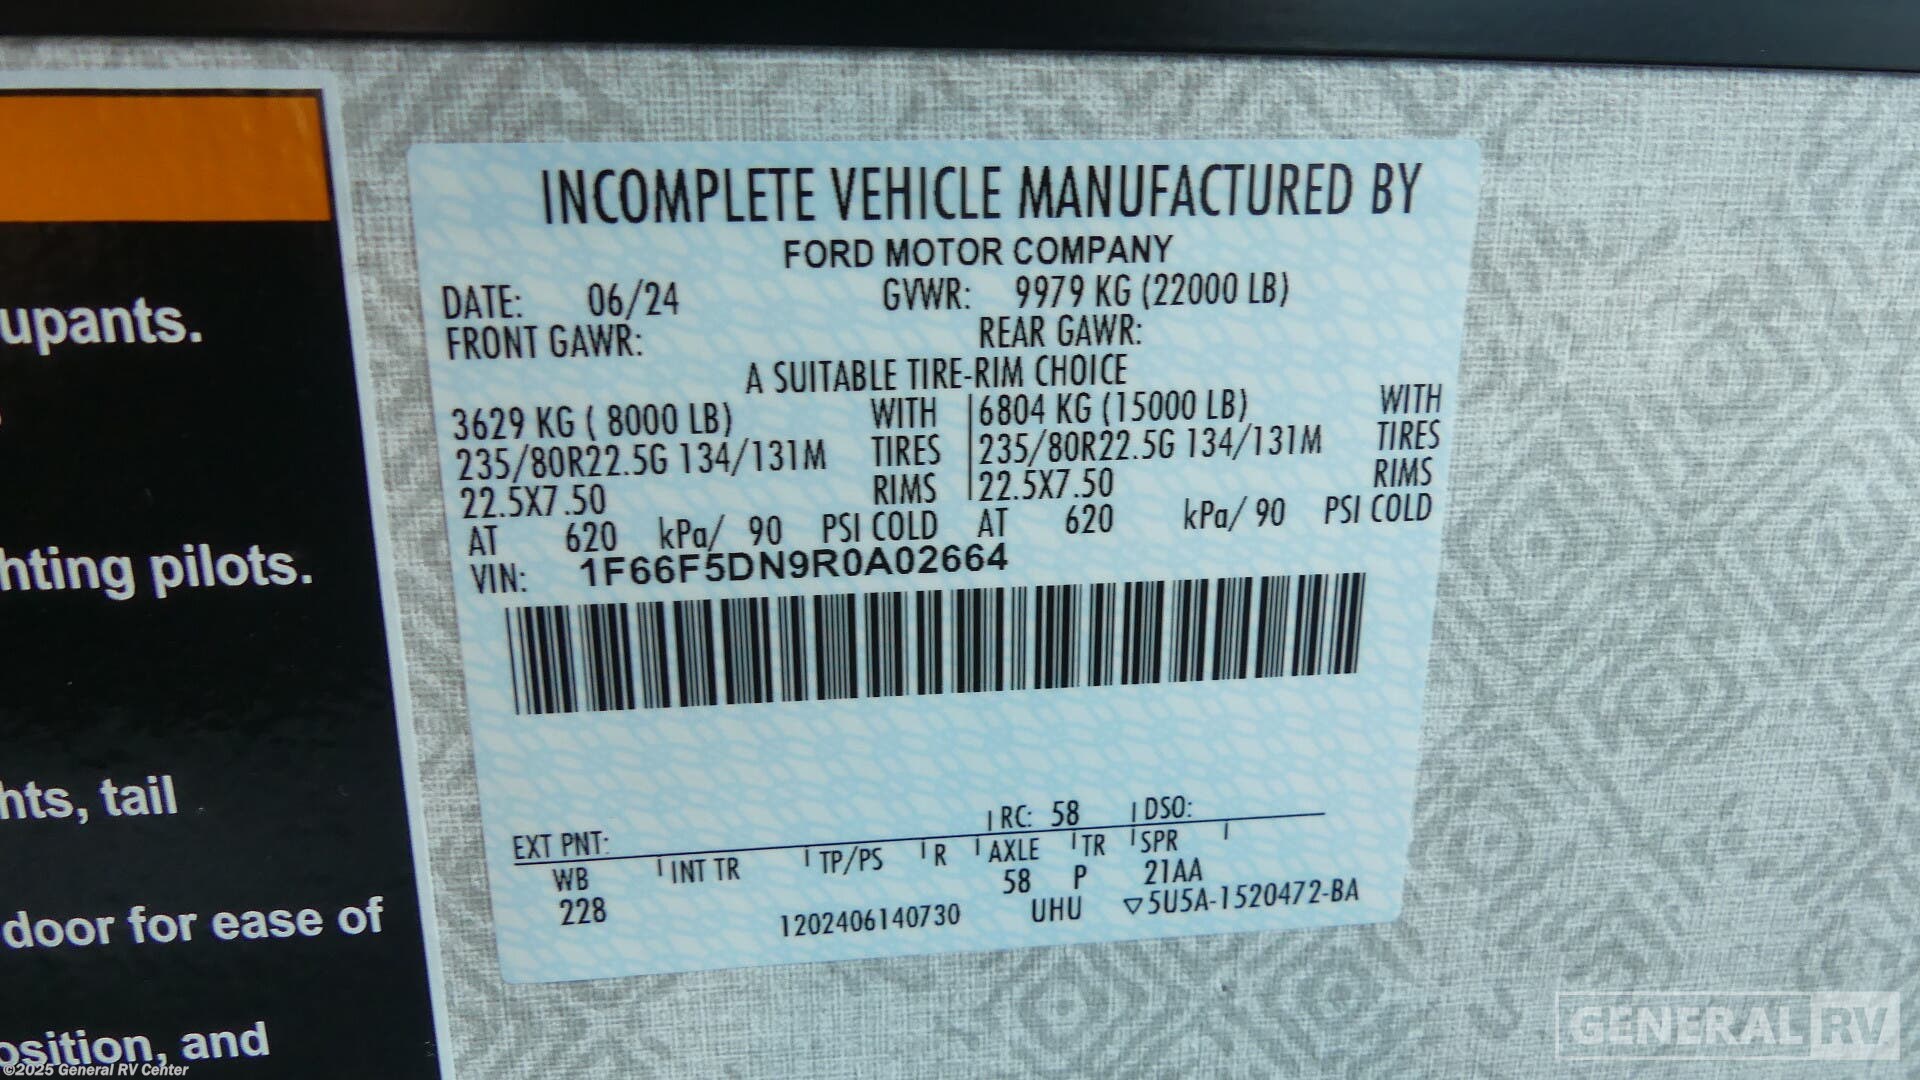 INCOMPLETE VEHICLE MANUFACTURED BY
FORD MOTOR COMPANY
DATE: 06/24 GVWR: 9979 KG (22000 LB)
FRONT GAWR: REAR GAWR:
A SUITABLE TIRE-RIM CHOICE
3629 KG ( 8000 LB) WITH 6804 KG (15000 LB) WITH
235/80R22.5G 134/131M TIRES 235/80R22.5G 134/131M TIRES
22.5X7.50 RIMS 22.5X7.50 RIMS
AT 620 kPa/ 90 PSI COLD AT 620 kPa/ 90 PSI COLD
VIN: 1F66F5DN9R0A02664
EXT PNT: RC: 58 DSO:
WB INT TR TP/PS R AXLE TR SPR
58 P 21AA
228 1202406140730 UHU ▽5U5A-1520472-BA
upants.
hting pilots.
hts, tail
door for ease of
osition, and
©2025 General RV Center
GENERAL RV